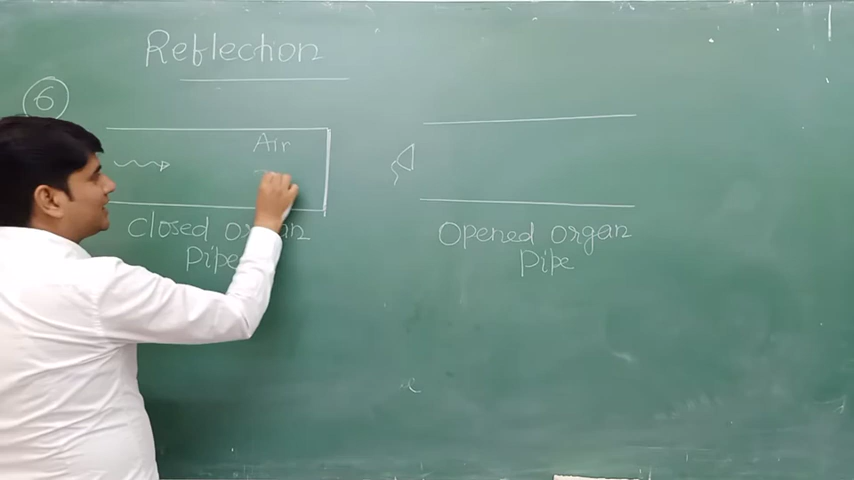 Reflection
6
Air
Closed organ
Pipe
Opened organ
Pipe